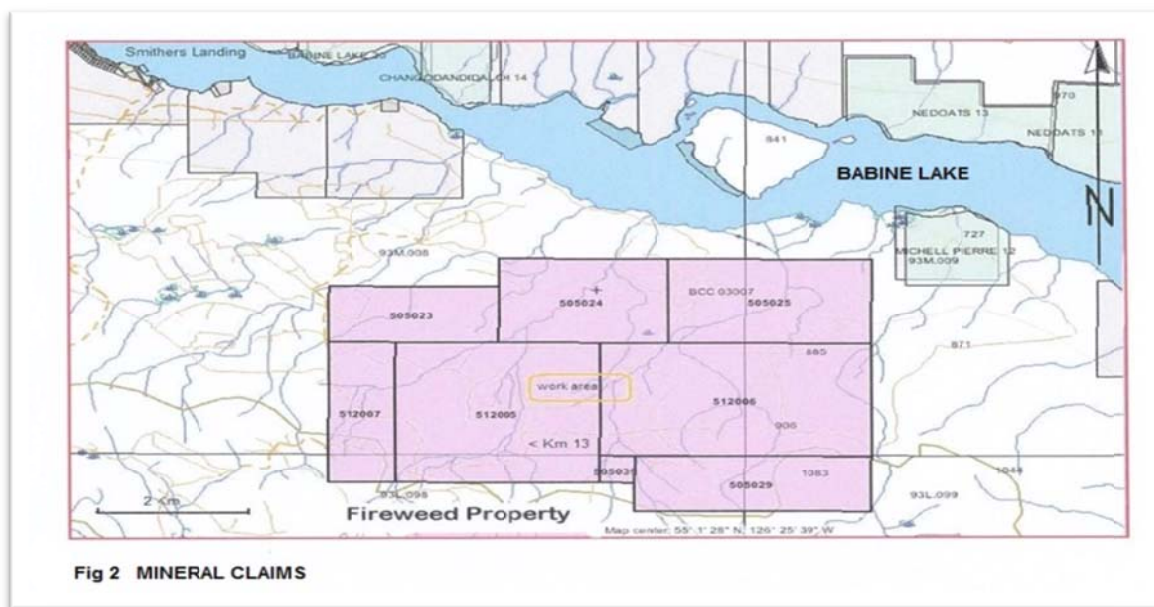 Smithers Landing
BABINE LAKE
14
970
NEDOATS 13
NEDOATS 11
841
BABINE LAKE
N
727
MICHELL PIERRE 12
93M.008
93M.009
BCC 03007
505024
505025
505023
871
885
work area
512007
512005
512006
908
< Km 13
1044
1083
505029
2 Km
93L.098
93L.099
Fireweed Property
Map center: 55° 1' 28" N, 126° 25' 39" W
Fig 2 MINERAL CLAIMS